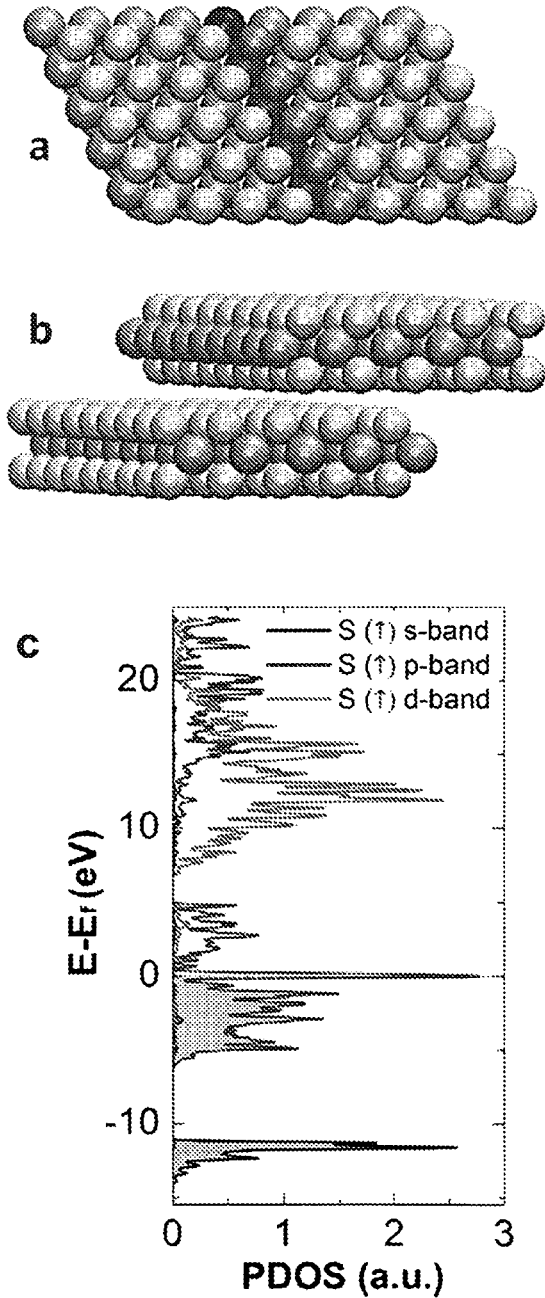 a
b
c
S (↑) s-band
S (↑) p-band
S (↑) d-band
20
10
0
-10
E-Ef (eV)
0 1 2 3
PDOS (a.u.)